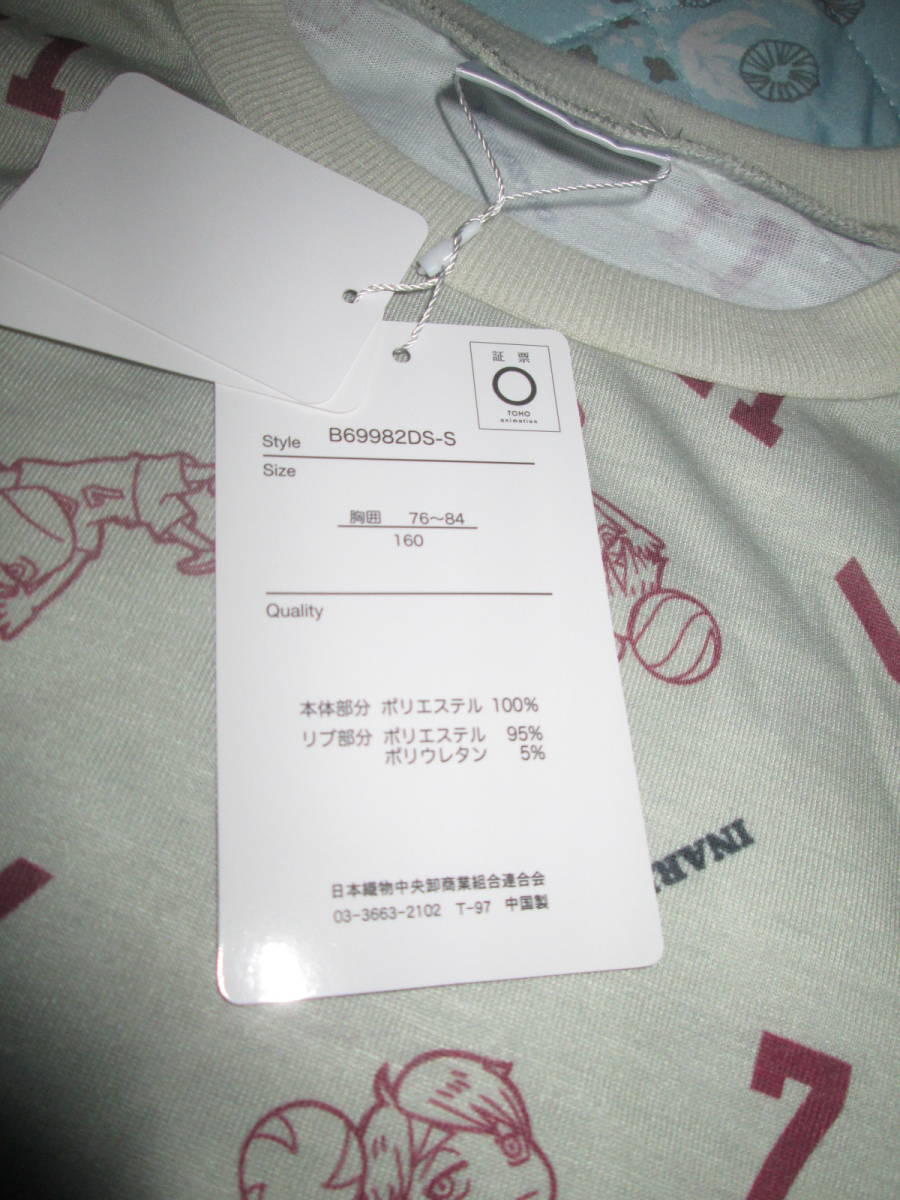 証票
TOHO
animation
Style B69982DS-S
Size
胸囲 76〜84
160
Quality
本体部分 ポリエステル 100%
リブ部分 ポリエステル 95%
ポリウレタン 5%
日本織物中央卸商業組合連合会
03-3663-2102 T-97 中国製
INAR
7